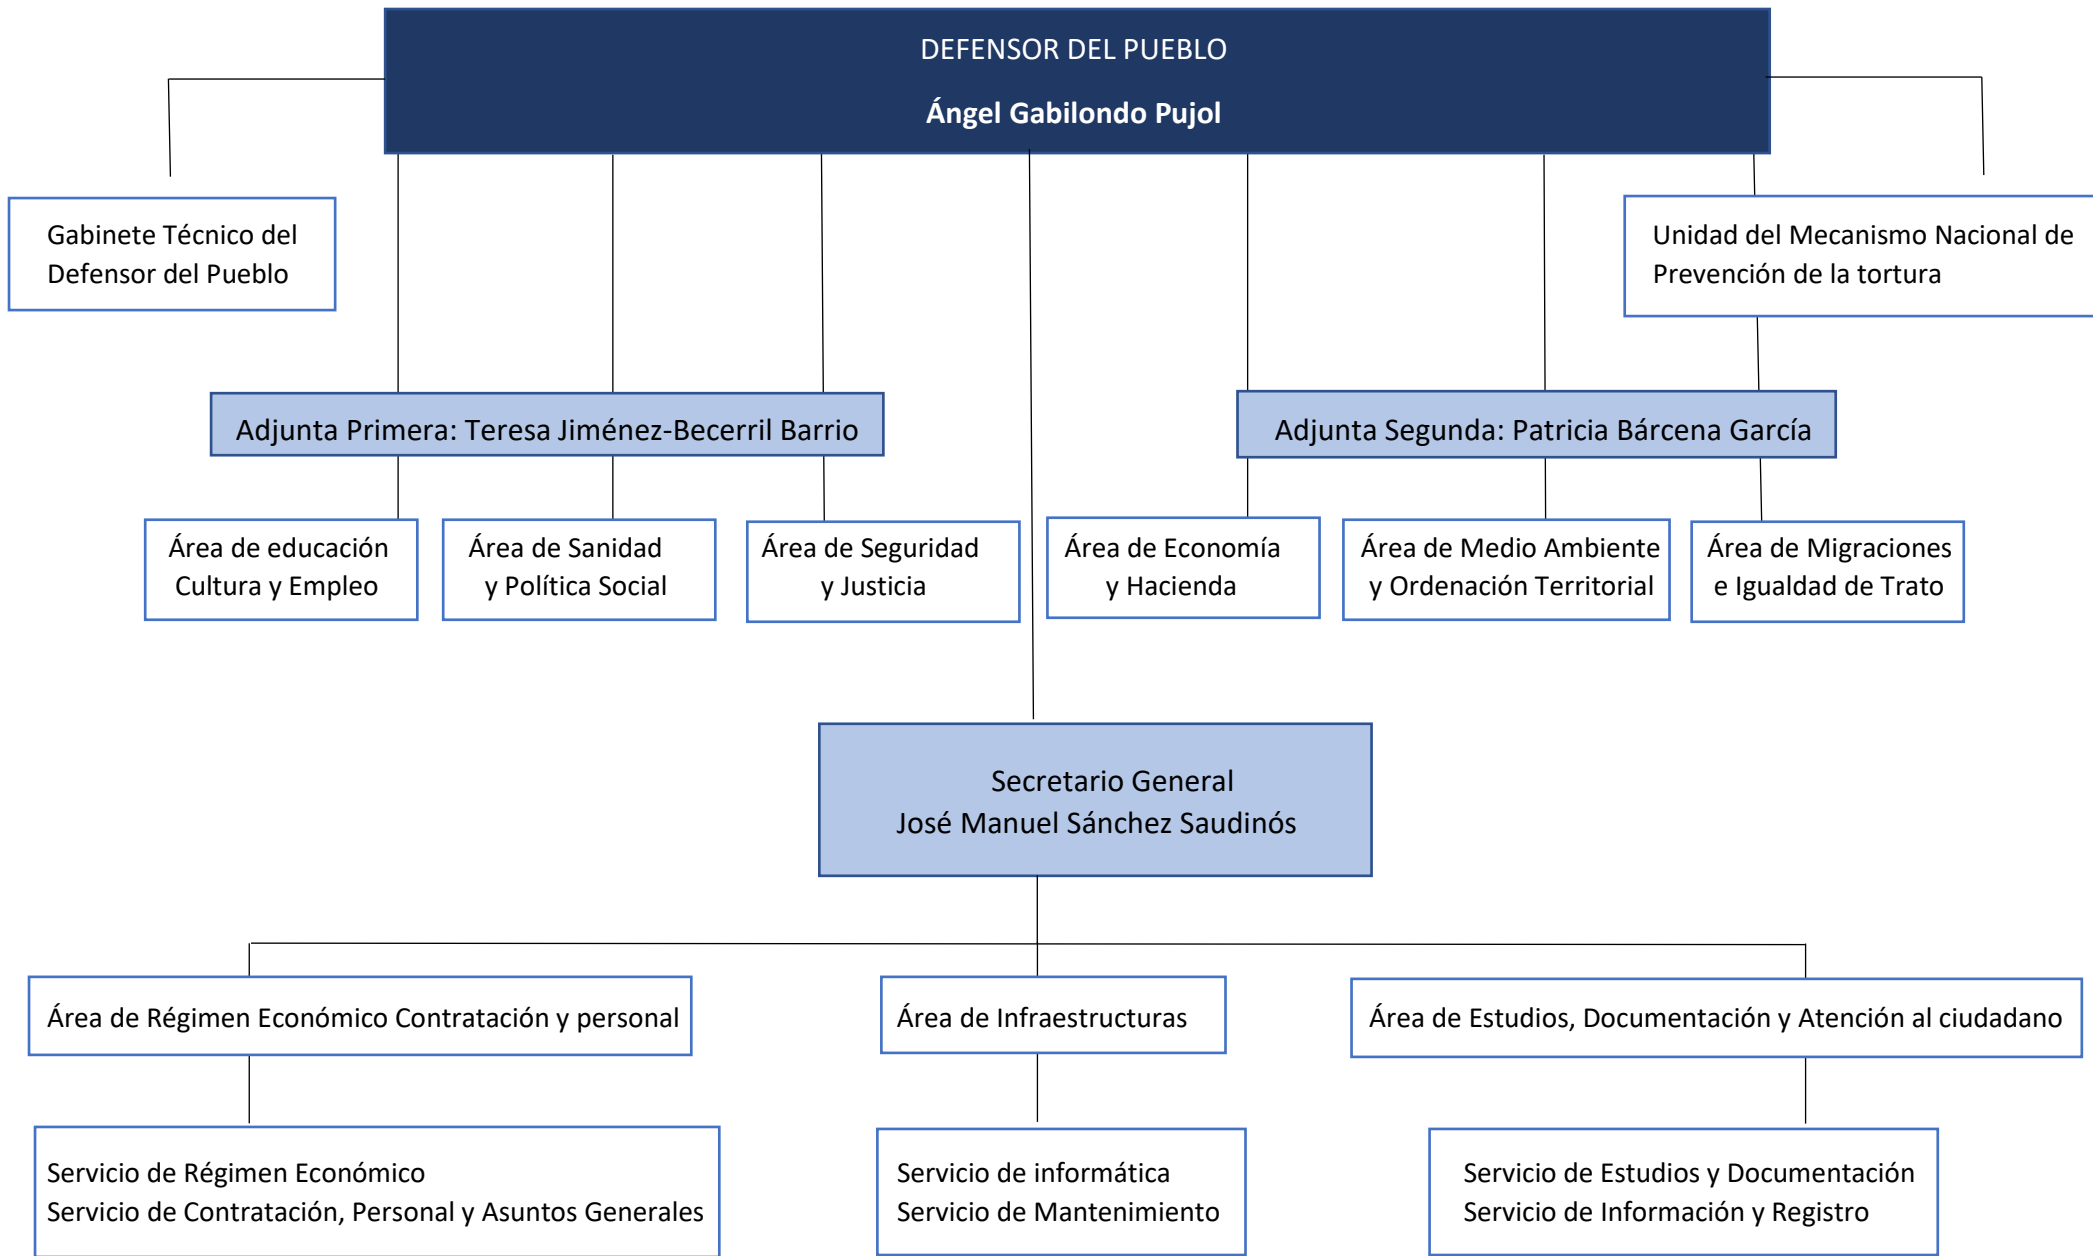 DEFENSOR DEL PUEBLO
Ángel Gabilondo Pujol
Gabinete Técnico del
Defensor del Pueblo
Unidad del Mecanismo Nacional de
Prevención de la tortura
Adjunta Primera: Teresa Jiménez-Becerril Barrio
Adjunta Segunda: Patricia Bárcena García
Área de educación
Cultura y Empleo
Área de Sanidad
y Política Social
Área de Seguridad
y Justicia
Área de Economía
y Hacienda
Área de Medio Ambiente
y Ordenación Territorial
Área de Migraciones
e Igualdad de Trato
Secretario General
José Manuel Sánchez Saudinós
Área de Régimen Económico Contratación y personal
Área de Infraestructuras
Área de Estudios, Documentación y Atención al ciudadano
Servicio de Régimen Económico
Servicio de Contratación, Personal y Asuntos Generales
Servicio de informática
Servicio de Mantenimiento
Servicio de Estudios y Documentación
Servicio de Información y Registro